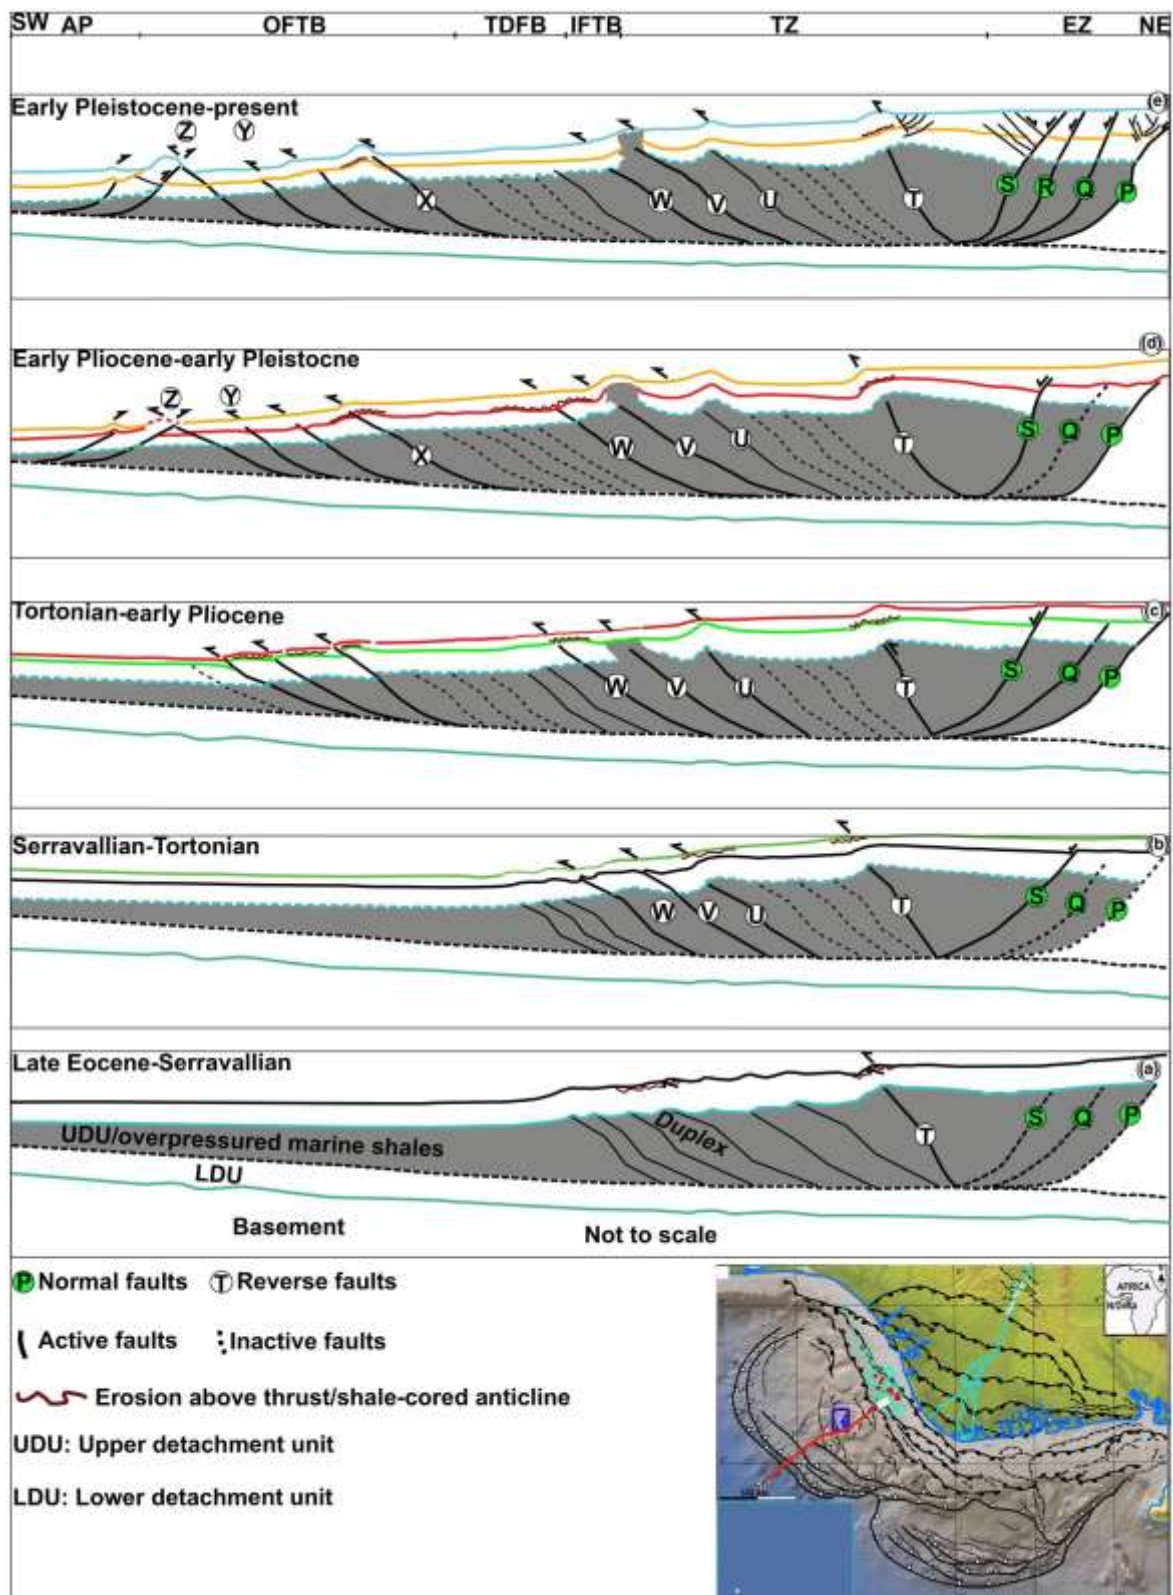 SW AP OFTB TDFB IFTB TZ EZ NE
Early Pleistocene-present
(e)
Z Y
X W V U T S R Q P
Early Pliocene-early Pleistocne
(d)
Z Y
X W V U T S Q P
Tortonian-early Pliocene
(c)
W V U T S Q P
Serravallian-Tortonian
(b)
W V U T S Q P
Late Eocene-Serravallian
(a)
UDU/overpressured marine shales
Duplex
T S Q P
LDU
Basement
Not to scale
P Normal faults T Reverse faults
Active faults Inactive faults
Erosion above thrust/shale-cored anticline
UDU: Upper detachment unit
LDU: Lower detachment unit
AFRICA